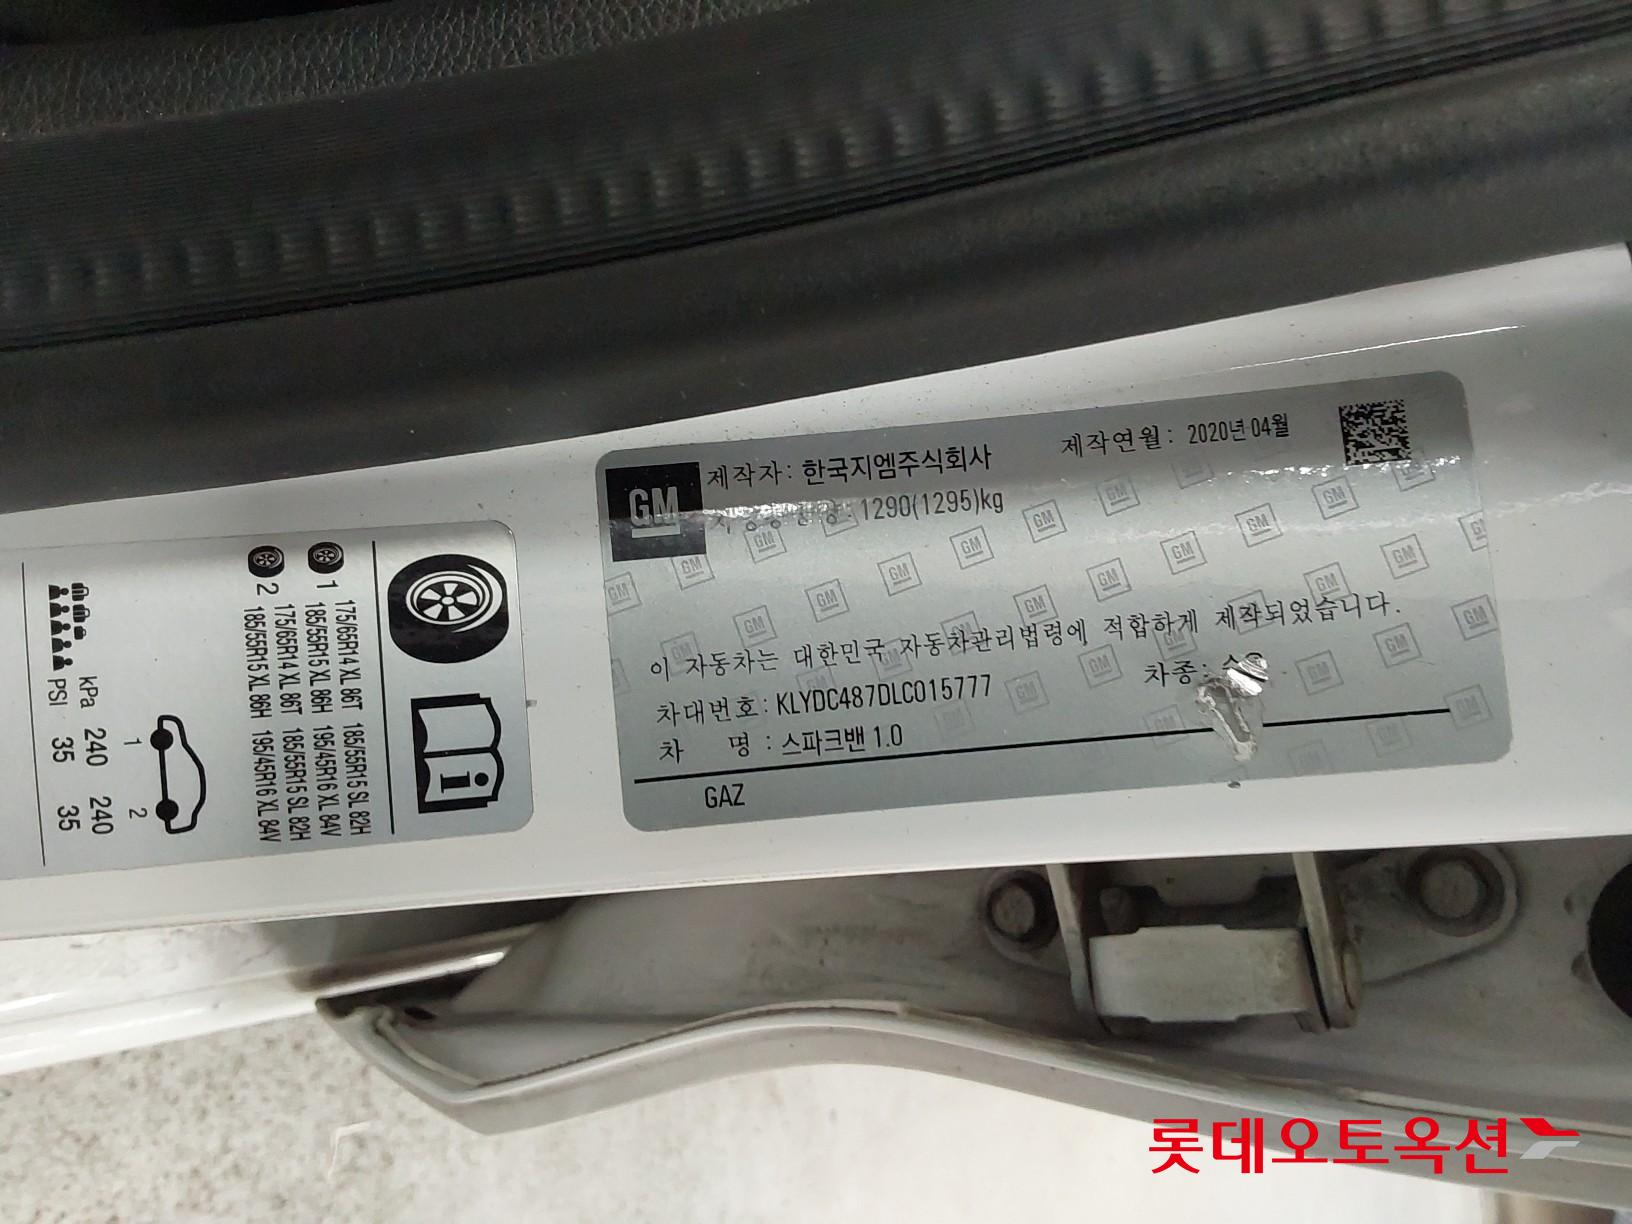 GM
제작자: 한국지엠주식회사
제작연월: 2020년 04월
차량총중량: 1290(1295)kg
이 자동차는 대한민국 자동차관리법령에 적합하게 제작되었습니다.
차대번호: KLYDC487DLC015777
차종:
차 명 : 스파크밴 1.0
GAZ
1 175/65R14 XL 86T 185/55R15 SL 82H
185/55R15 XL 86H 195/45R16 XL 84V
2 175/65R14 XL 86T 185/55R15 SL 82H
185/55R15 XL 86H 195/45R16 XL 84V
1 2
kPa 240 240
PSI 35 35
롯데오토옥션